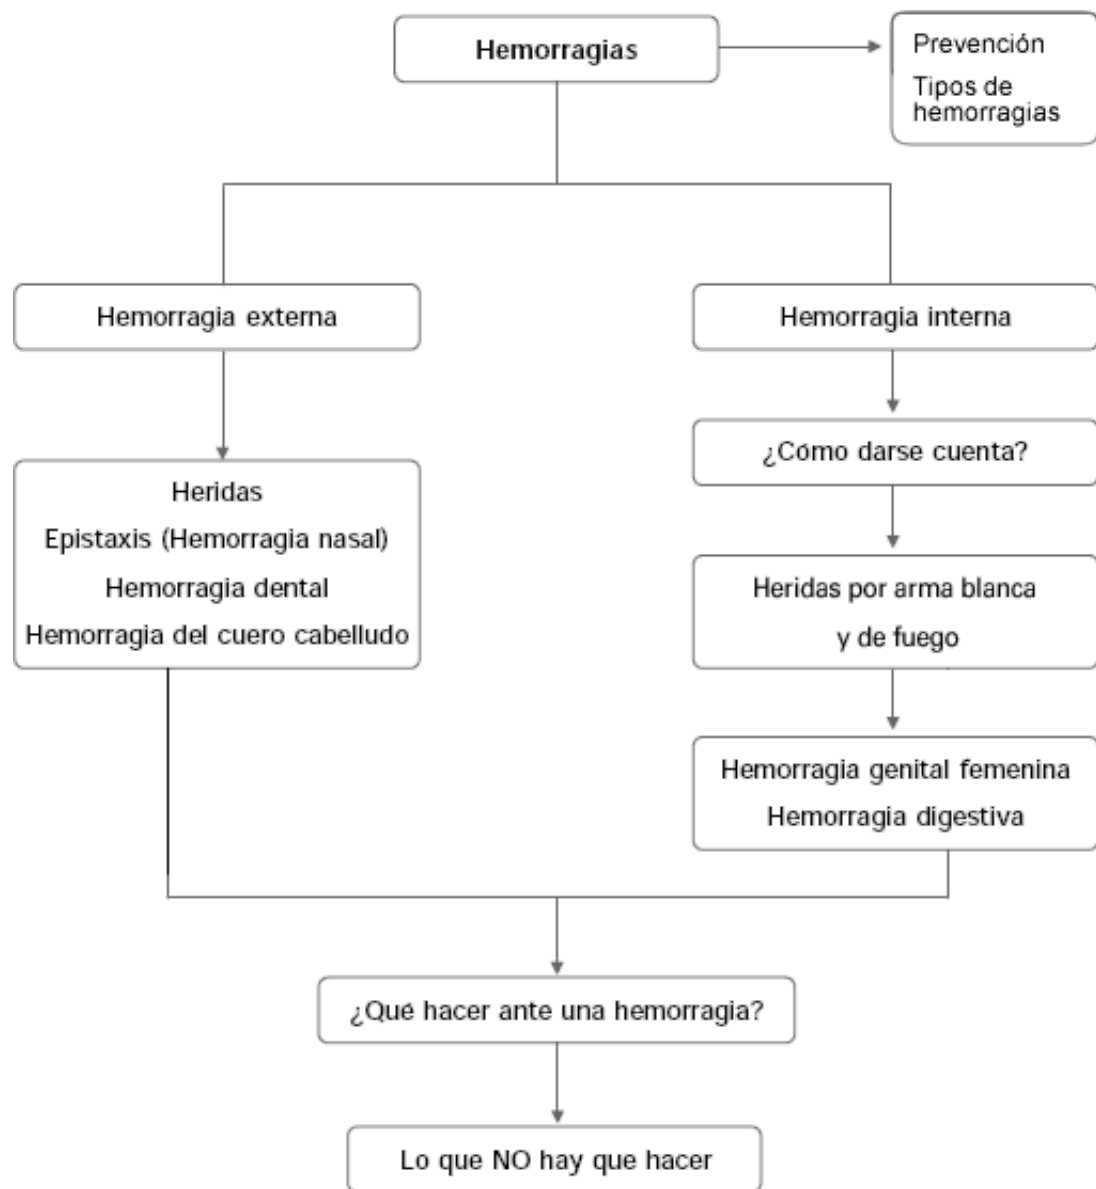 Hemorragias
Prevención
Tipos de
hemorragias
Hemorragia externa
Hemorragia interna
¿Cómo darse cuenta?
Heridas
Epistaxis (Hemorragia nasal)
Hemorragia dental
Hemorragia del cuero cabelludo
Heridas por arma blanca
y de fuego
Hemorragia genital femenina
Hemorragia digestiva
¿Qué hacer ante una hemorragia?
Lo que NO hay que hacer